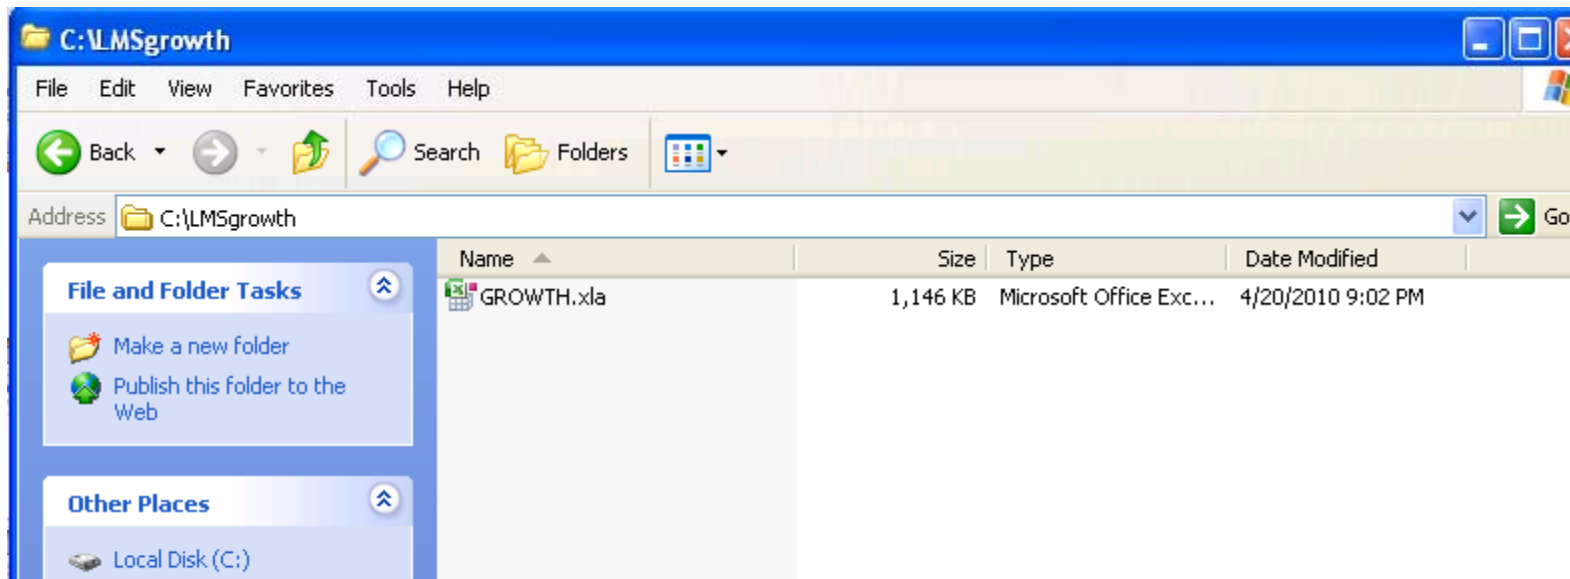 C:\LMSgrowth
File Edit View Favorites Tools Help
Back Search Folders
Address C:\LMSgrowth Go
Name Size Type Date Modified
File and Folder Tasks
GROWTH.xla 1,146 KB Microsoft Office Exc... 4/20/2010 9:02 PM
Make a new folder
Publish this folder to the
Web
Other Places
Local Disk (C:)